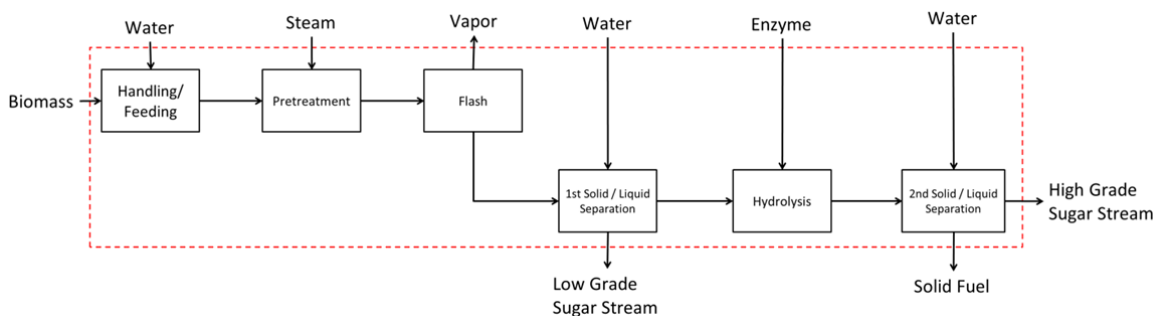 Water
Steam
Vapor
Water
Enzyme
Water
Biomass
Handling/
Feeding
Pretreatment
Flash
1st Solid / Liquid
Separation
Hydrolysis
2nd Solid / Liquid
Separation
High Grade
Sugar Stream
Low Grade
Sugar Stream
Solid Fuel